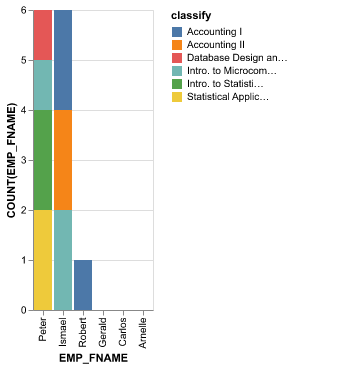 classify
Accounting I
Accounting II
Database Design an…
Intro. to Microcom…
Intro. to Statisti…
Statistical Applic…
COUNT(EMP_FNAME)
6
5
4
3
2
1
0
Peter
Ismael
Robert
Gerald
Carlos
Arnelle
EMP_FNAME